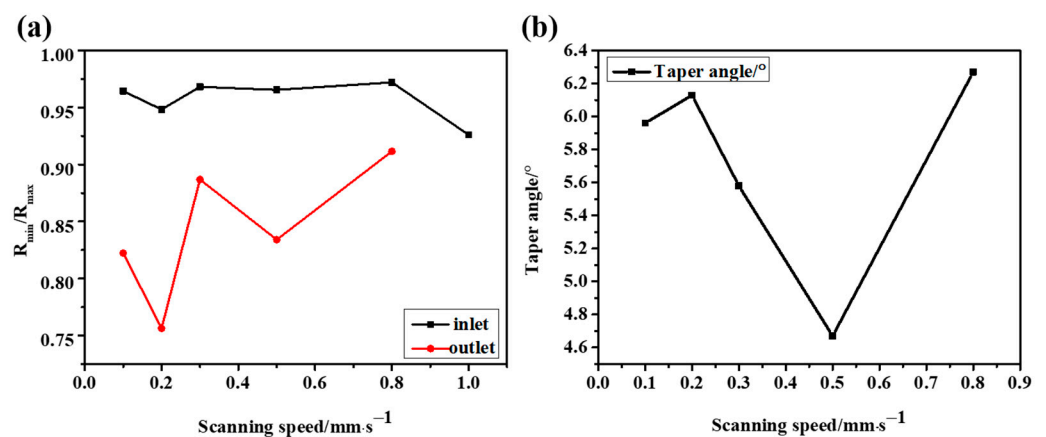 (a)
1.00
0.95
0.90
0.85
0.80
0.75
R_min/R_max
0.0 0.2 0.4 0.6 0.8 1.0
Scanning speed/mm·s⁻¹
inlet
outlet
(b)
6.4
6.2
6.0
5.8
5.6
5.4
5.2
5.0
4.8
4.6
Taper angle/°
0.0 0.1 0.2 0.3 0.4 0.5 0.6 0.7 0.8 0.9
Scanning speed/mm·s⁻¹
Taper angle/°